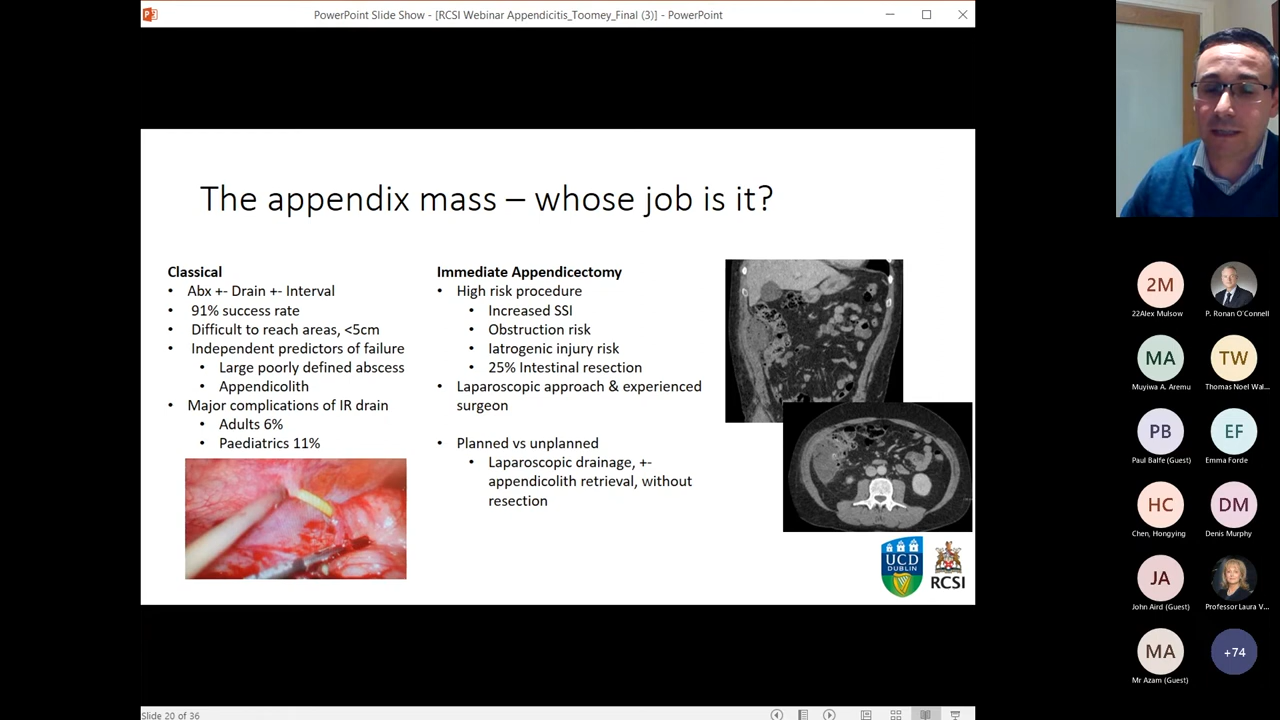 PowerPoint Slide Show - [RCSI Webinar Appendicitis_Toomey_Final (3)] - PowerPoint
The appendix mass – whose job is it?
Classical
• Abx +- Drain +- Interval
• 91% success rate
• Difficult to reach areas, <5cm
• Independent predictors of failure
• Large poorly defined abscess
• Appendicolith
• Major complications of IR drain
• Adults 6%
• Paediatrics 11%
Immediate Appendicectomy
• High risk procedure
• Increased SSI
• Obstruction risk
• Iatrogenic injury risk
• 25% Intestinal resection
• Laparoscopic approach & experienced
surgeon
• Planned vs unplanned
• Laparoscopic drainage, +-
appendicolith retrieval, without
resection
UCD
DUBLIN
RCSI
Slide 20 of 36
2M
22Alex Mulsow
P. Ronan O'Connell
MA
Muyiwa A. Aremu
TW
Thomas Noel Wal...
PB
Paul Balfe (Guest)
EF
Emma Forde
HC
Chen, Hongying
DM
Denis Murphy
JA
John Aird (Guest)
Professor Laura V...
MA
Mr Azam (Guest)
+74